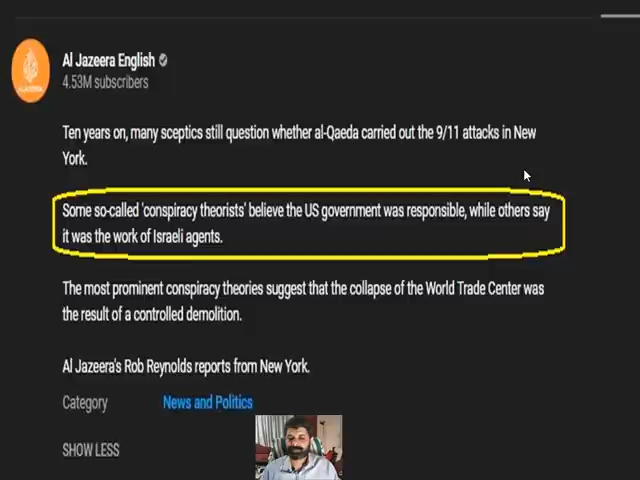 Al Jazeera English
4.53M subscribers
Ten years on, many sceptics still question whether al-Qaeda carried out the 9/11 attacks in New
York.
Some so-called 'conspiracy theorists' believe the US government was responsible, while others say
it was the work of Israeli agents.
The most prominent conspiracy theories suggest that the collapse of the World Trade Center was
the result of a controlled demolition.
Al Jazeera's Rob Reynolds reports from New York.
Category News and Politics
SHOW LESS